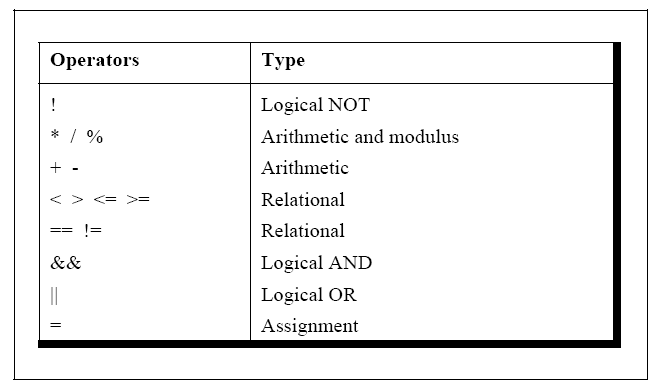 Operators Type
! Logical NOT
* / % Arithmetic and modulus
+ - Arithmetic
< > <= >= Relational
== != Relational
&& Logical AND
|| Logical OR
= Assignment